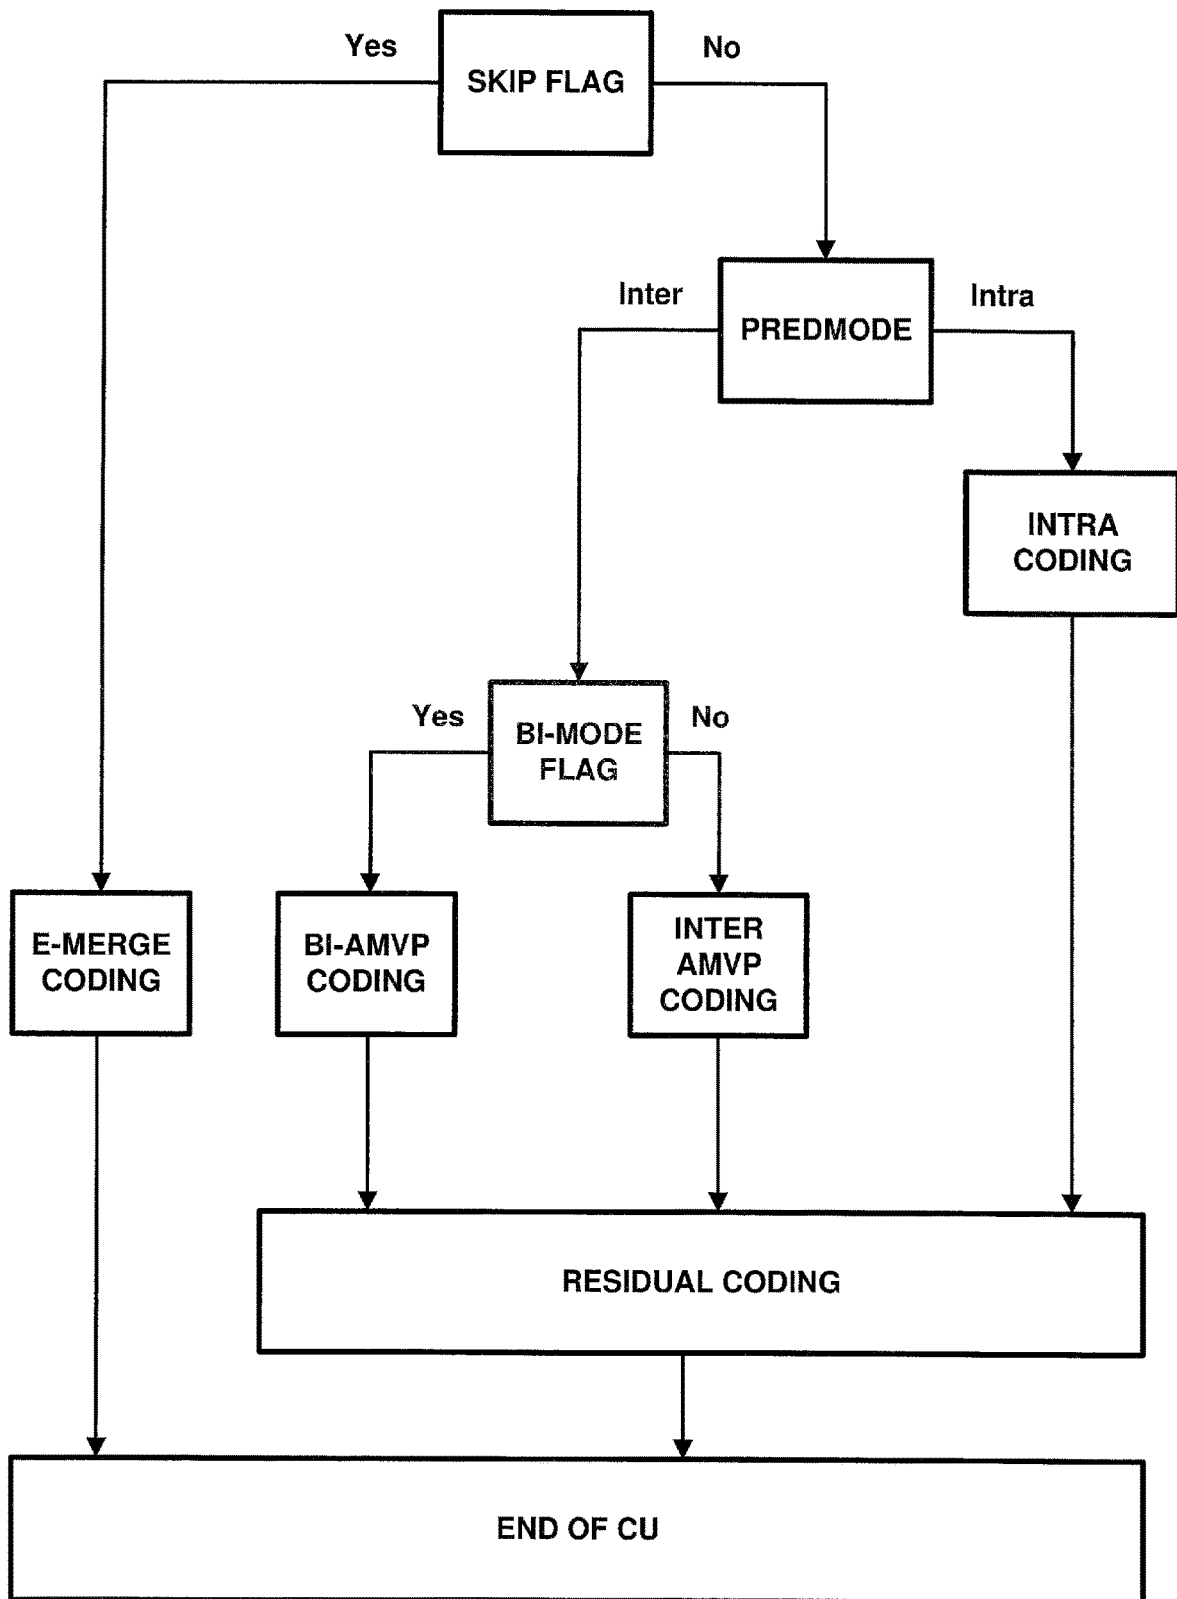 Yes
No
SKIP FLAG
Inter
Intra
PREDMODE
INTRA
CODING
Yes
No
BI-MODE
FLAG
E-MERGE
CODING
BI-AMVP
CODING
INTER
AMVP
CODING
RESIDUAL CODING
END OF CU